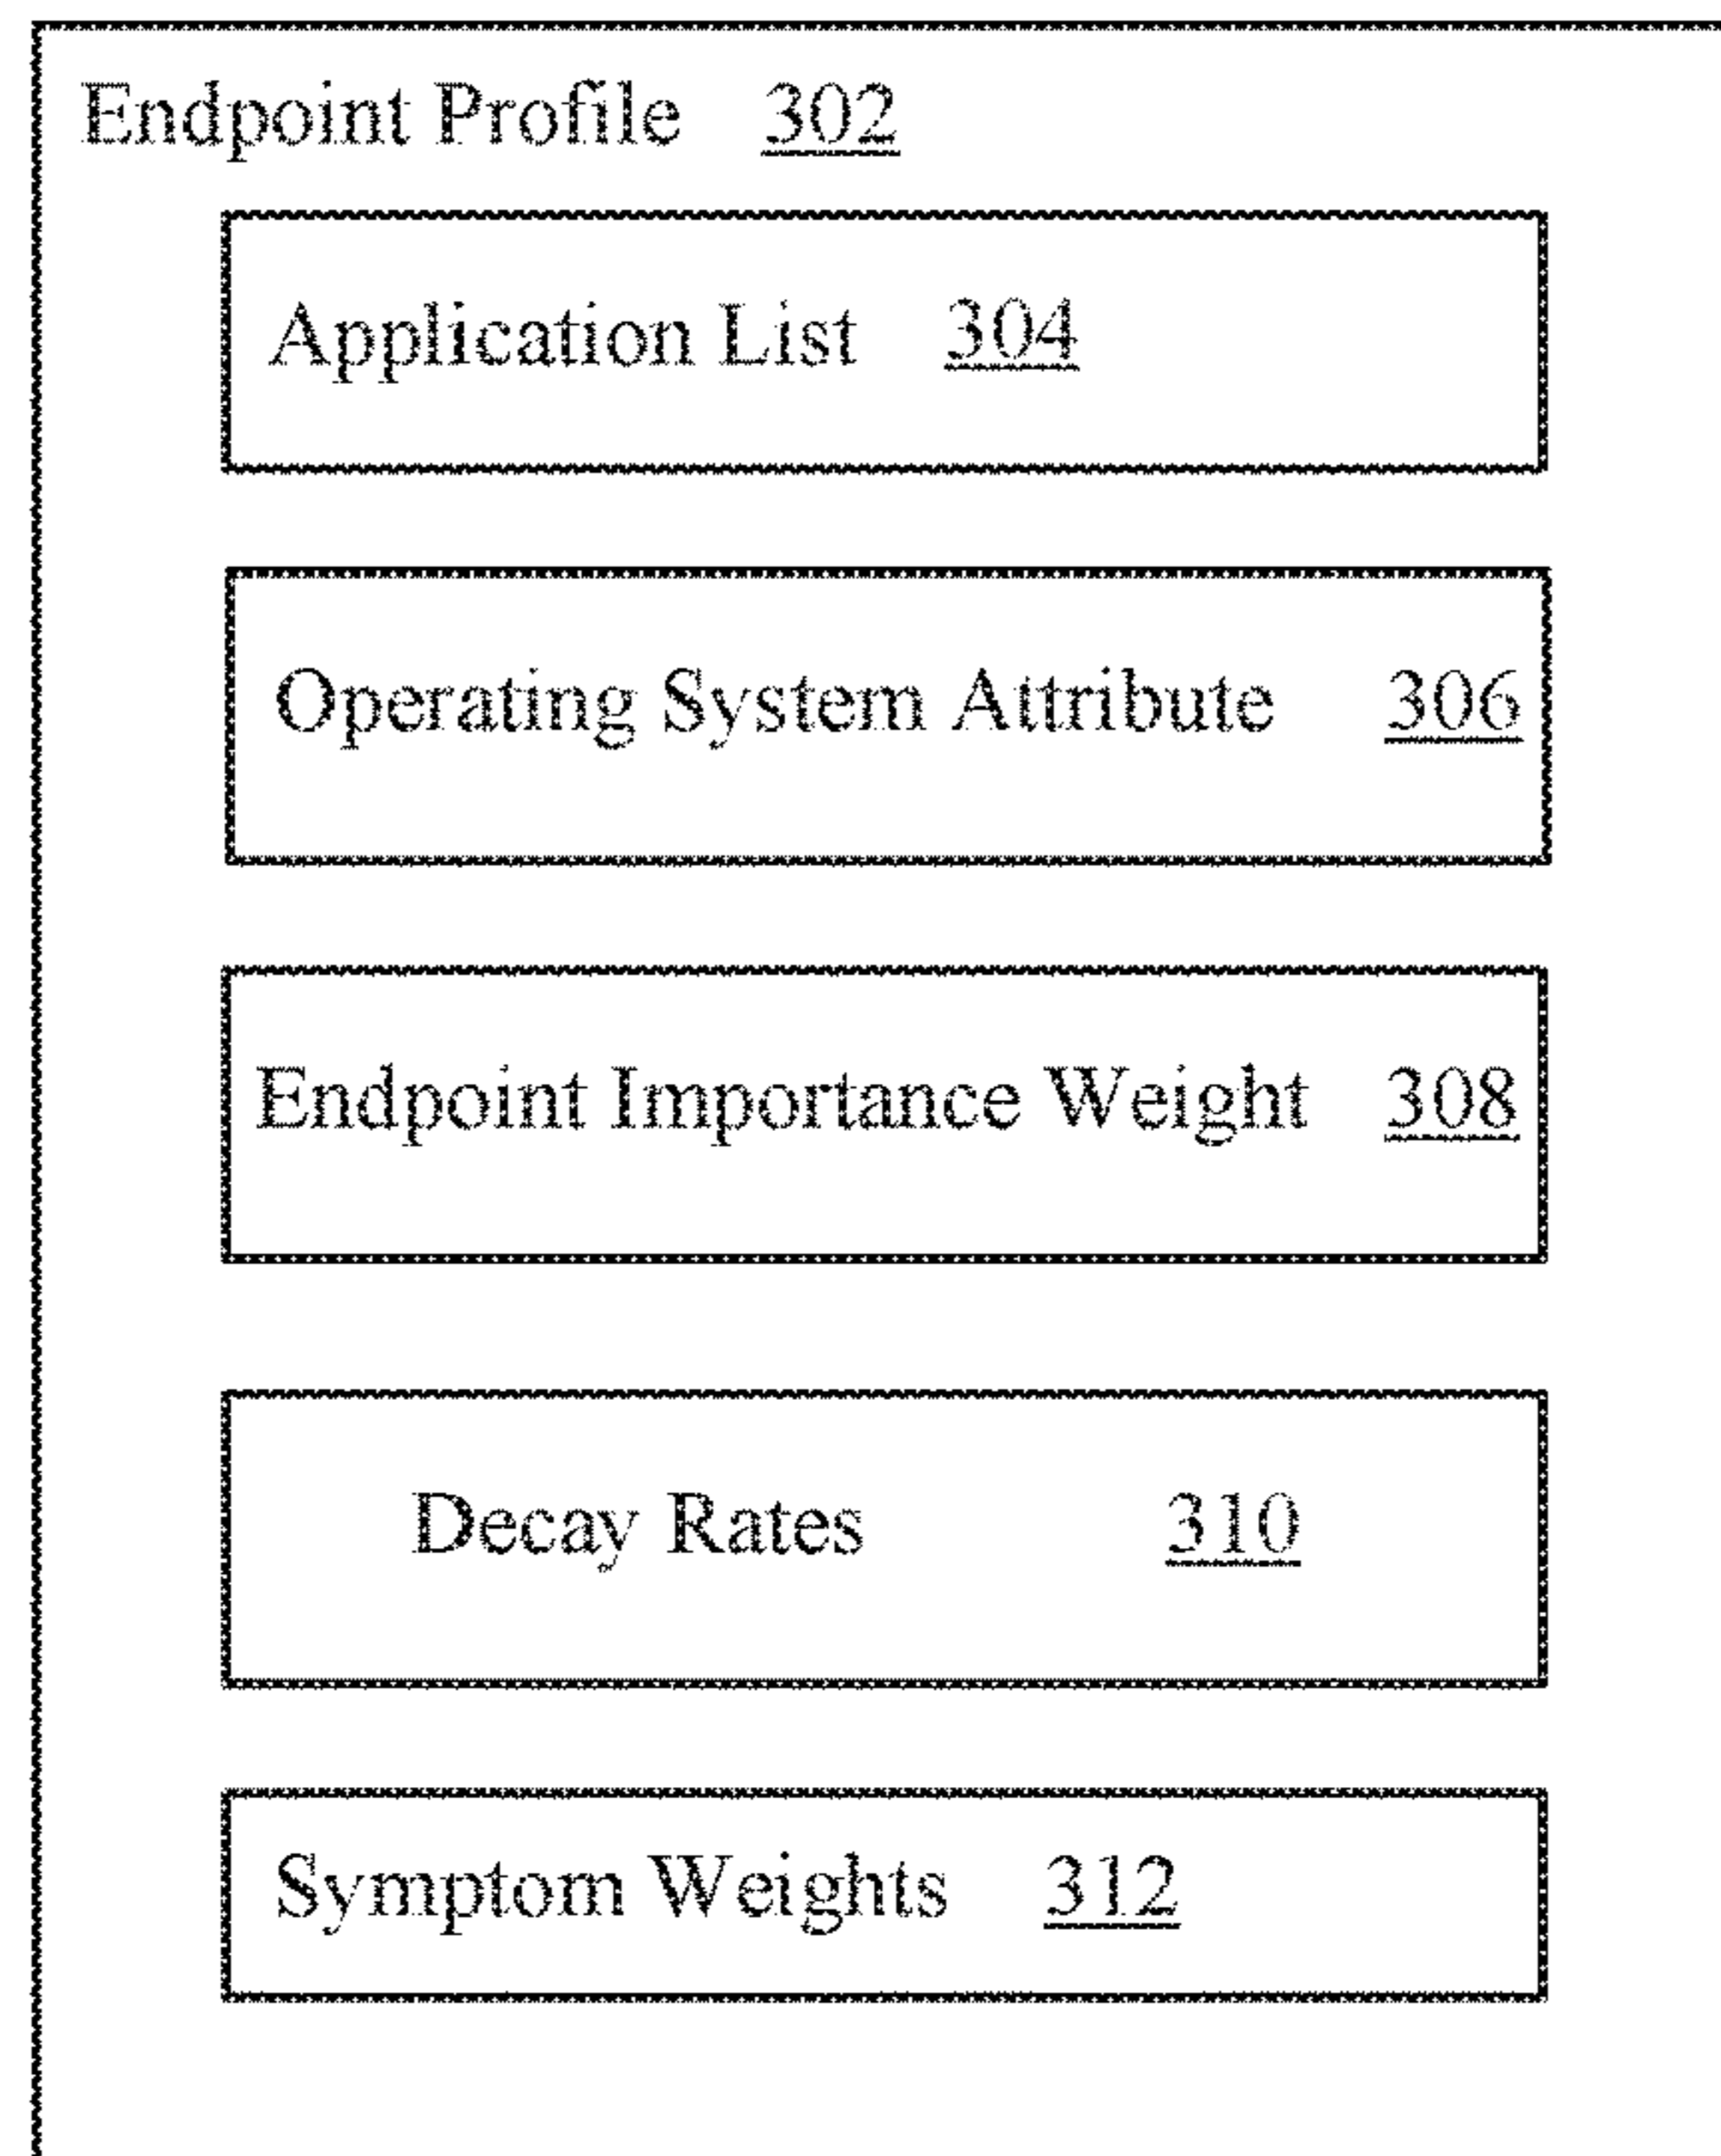 Endpoint Profile 302
Application List 304
Operating System Attribute 306
Endpoint Importance Weight 308
Decay Rates 310
Symptom Weights 312